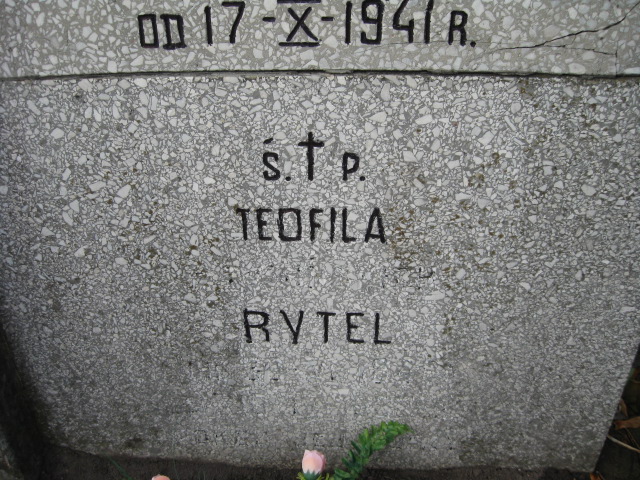 OD 17-X-1941 R.
Ś.†P.
TEOFILA
RYTEL